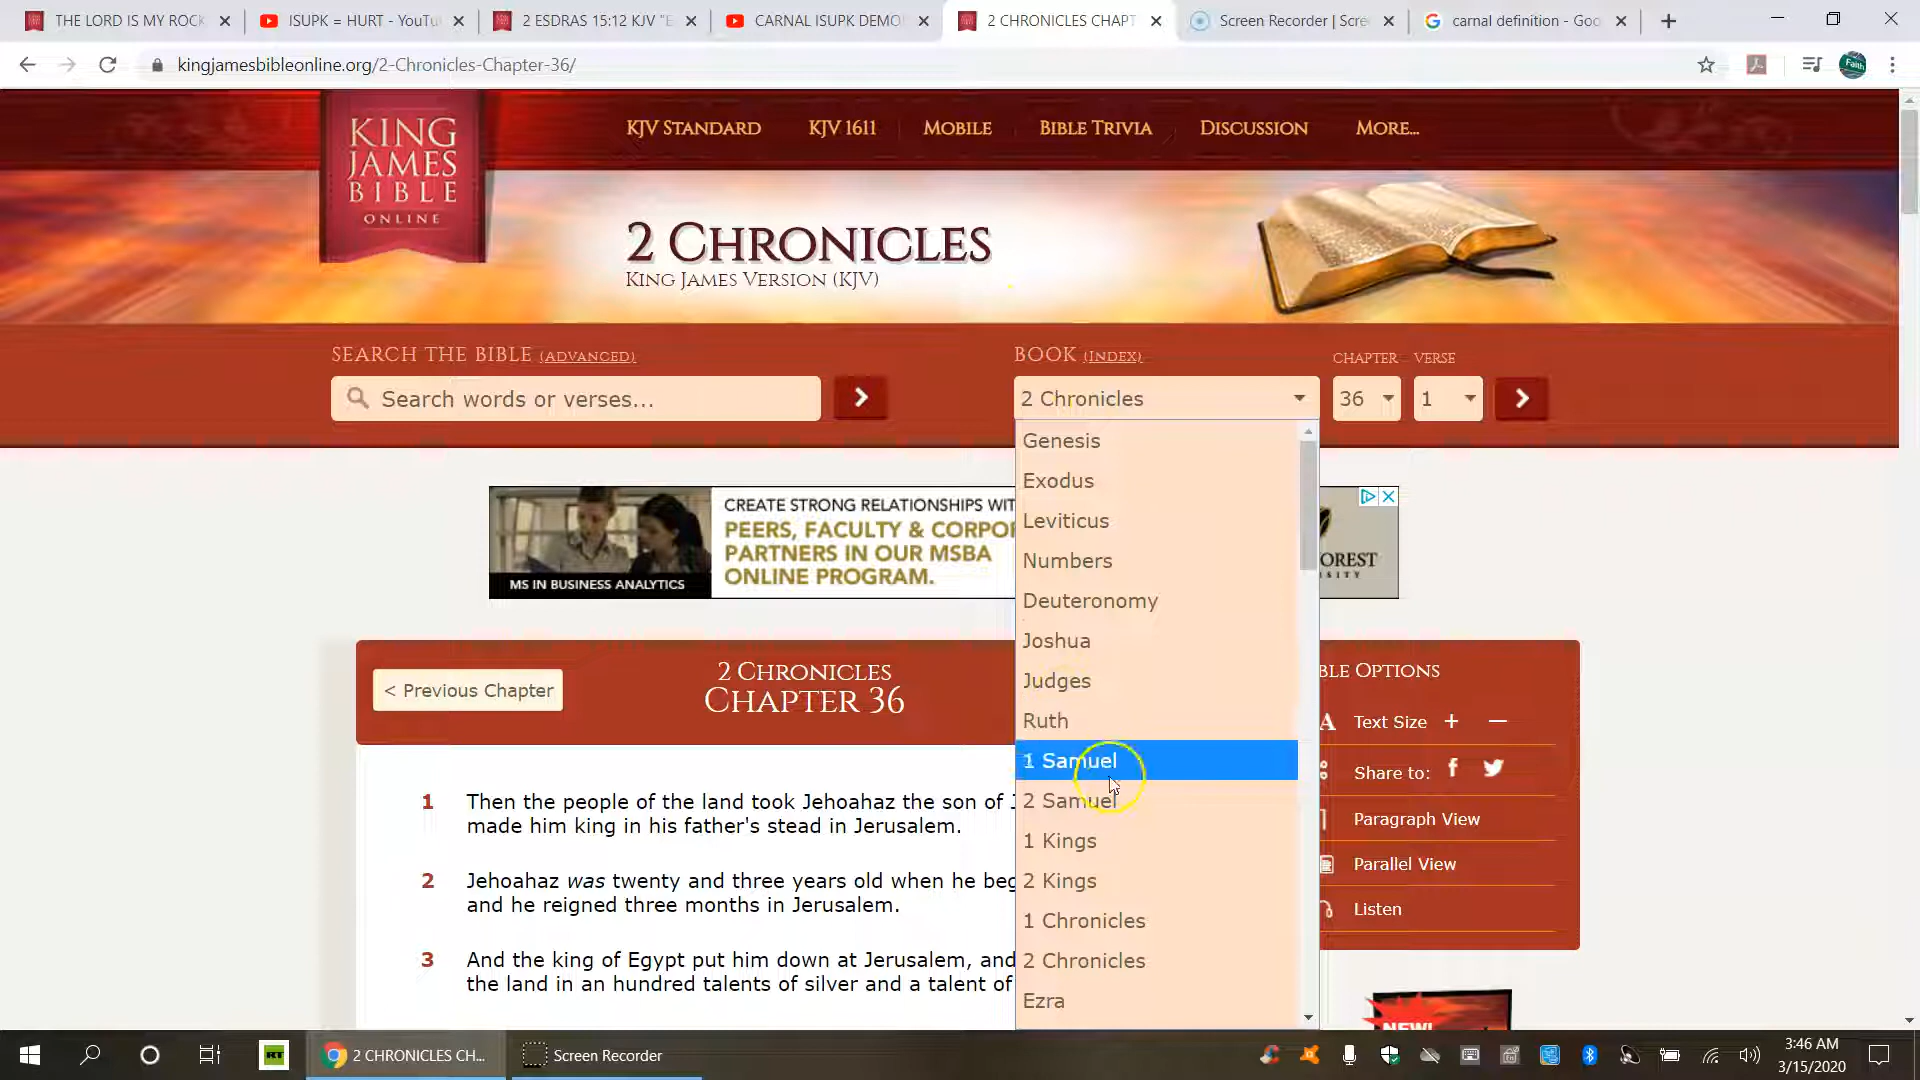 THE LORD IS MY ROCK
ISUPK = HURT - YouTu
2 ESDRAS 15:12 KJV "E
CARNAL ISUPK DEMO
2 CHRONICLES CHAPT
Screen Recorder | Scre
carnal definition - Goo
kingjamesbibleonline.org/2-Chronicles-Chapter-36/
Faith
KING
JAMES
BIBLE
ONLINE
KJV STANDARD
KJV 1611
MOBILE
BIBLE TRIVIA
DISCUSSION
MORE...
2 CHRONICLES
KING JAMES VERSION (KJV)
SEARCH THE BIBLE (ADVANCED)
Search words or verses...
BOOK (INDEX)
CHAPTER
VERSE
2 Chronicles
36
1
Genesis
Exodus
Leviticus
Numbers
Deuteronomy
Joshua
Judges
Ruth
1 Samuel
2 Samuel
1 Kings
2 Kings
1 Chronicles
2 Chronicles
Ezra
CREATE STRONG RELATIONSHIPS WIT
PEERS, FACULTY & CORPO
PARTNERS IN OUR MSBA
ONLINE PROGRAM.
MS IN BUSINESS ANALYTICS
OREST
SITY
< Previous Chapter
2 CHRONICLES
CHAPTER 36
1 Then the people of the land took Jehoahaz the son of J
made him king in his father's stead in Jerusalem.
2 Jehoahaz was twenty and three years old when he beg
and he reigned three months in Jerusalem.
3 And the king of Egypt put him down at Jerusalem, and
the land in an hundred talents of silver and a talent of
BLE OPTIONS
A Text Size + —
Share to:
Paragraph View
Parallel View
Listen
NEW!
RT
2 CHRONICLES CH...
Screen Recorder
3:46 AM
3/15/2020